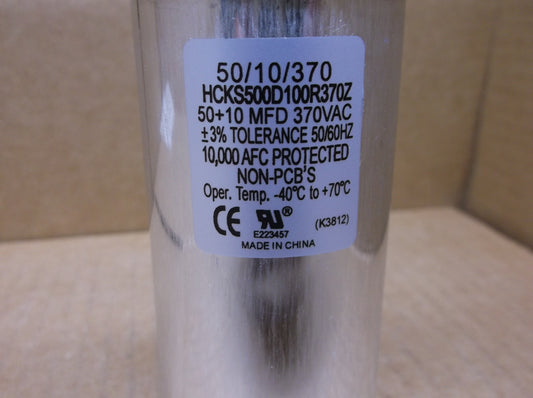 50/10/370
HCKS500D100R370Z
50+10 MFD 370VAC
±3% TOLERANCE 50/60HZ
10,000 AFC PROTECTED
NON-PCB'S
Oper. Temp. -40°C to +70°C
CE RU® (K3812)
E223457
MADE IN CHINA